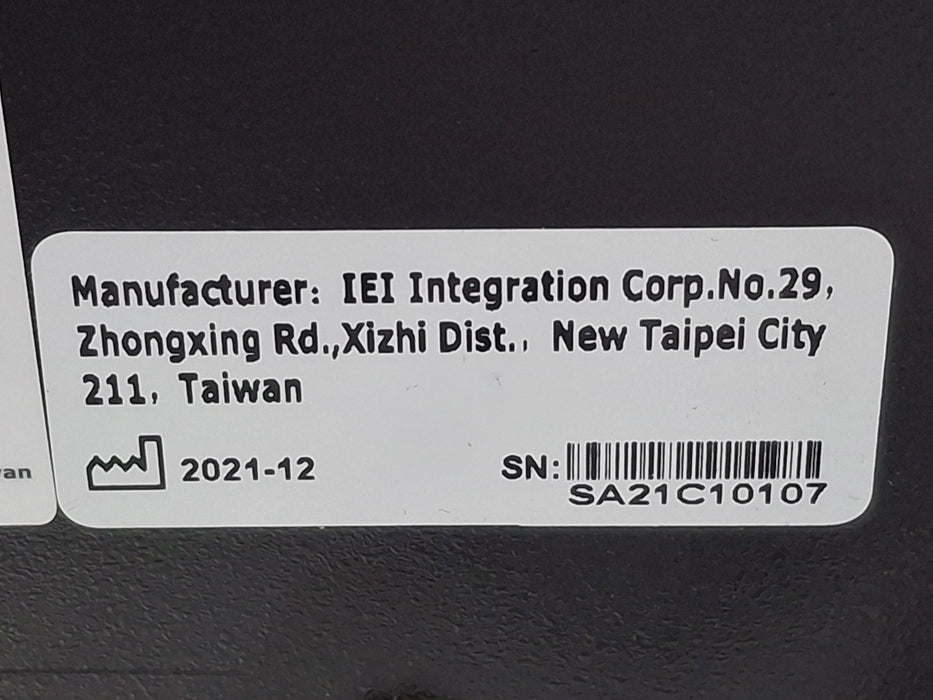 Manufacturer: IEI Integration Corp.No.29,
Zhongxing Rd.,Xizhi Dist., New Taipei City
211, Taiwan
2021-12
SN:
SA21C10107